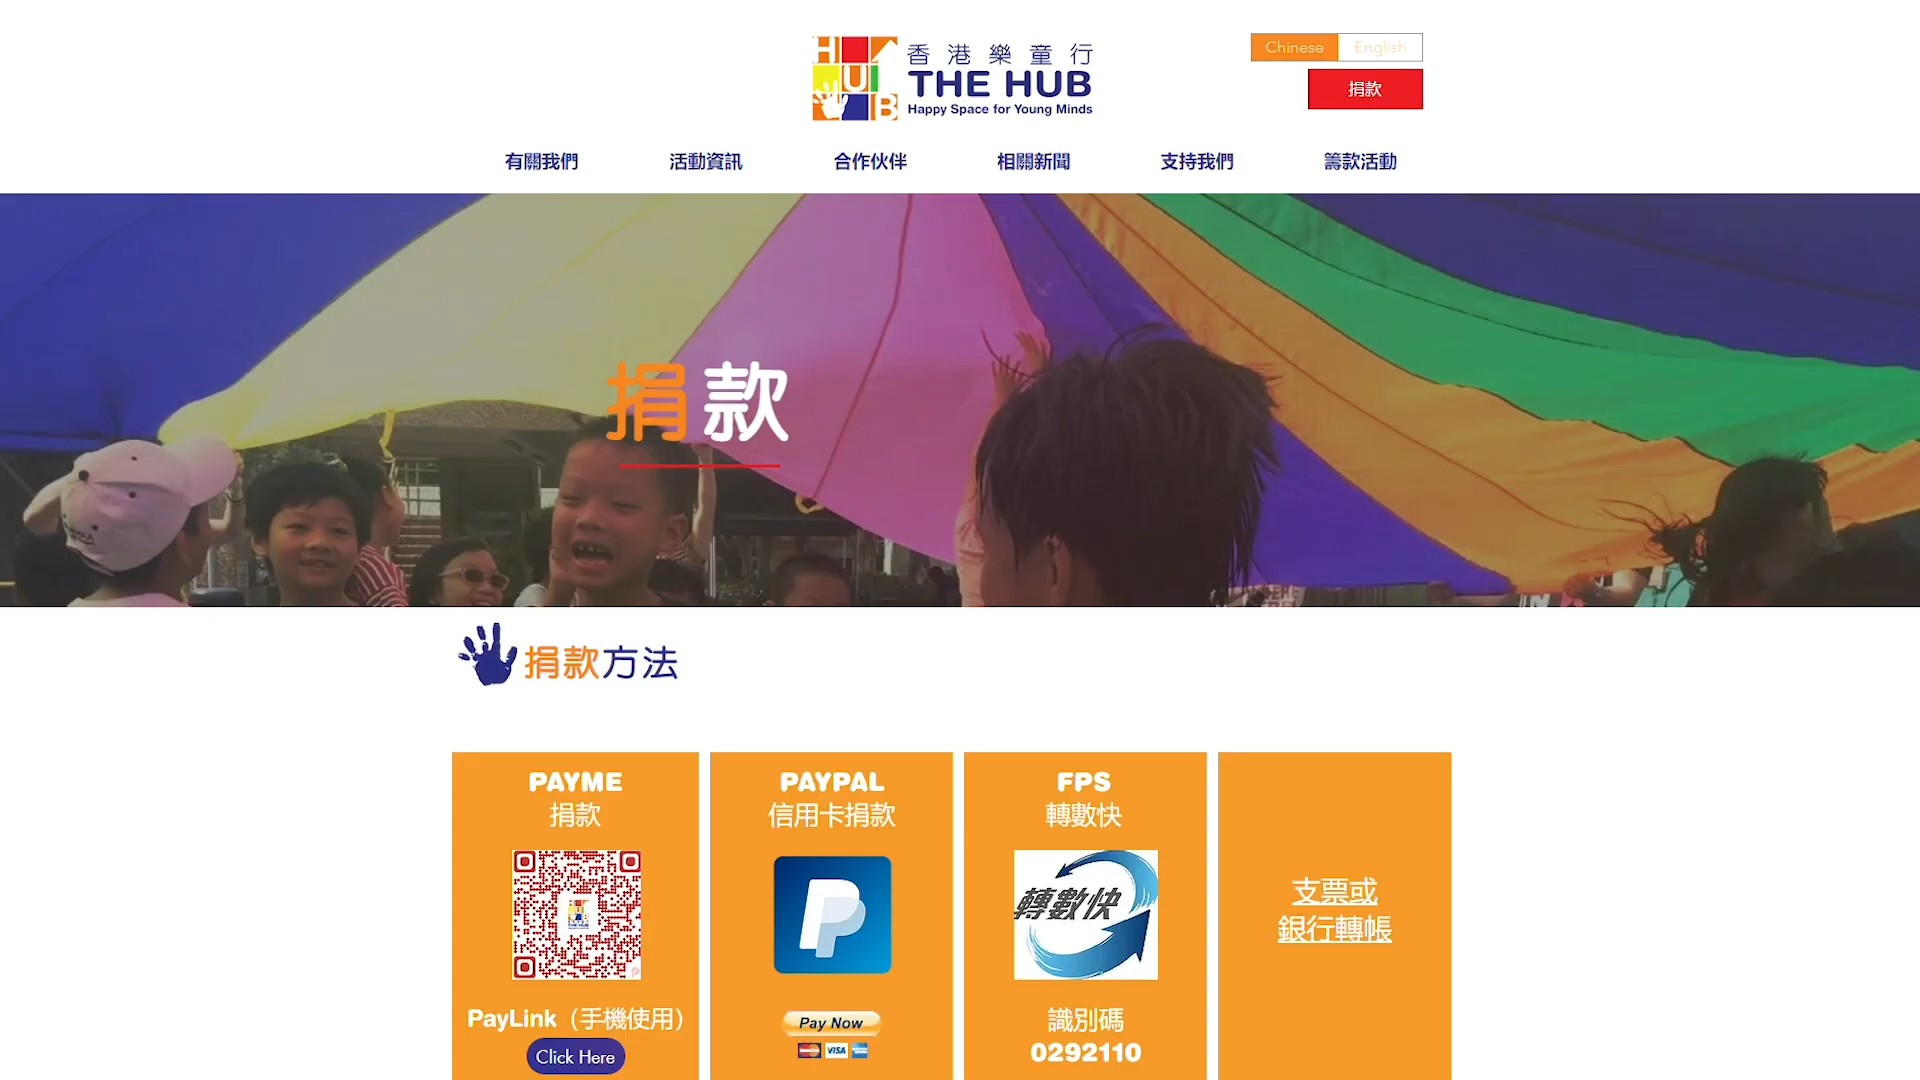 HUB
香港樂童行
THE HUB
Happy Space for Young Minds
Chinese
English
捐款
有關我們
活動資訊
合作伙伴
相關新聞
支持我們
籌款活動
捐款
捐款方法
PAYME
捐款
PayLink（手機使用）
Click Here
PAYPAL
信用卡捐款
Pay Now
VISA
FPS
轉數快
轉數快
識別碼
0292110
支票或
銀行轉帳